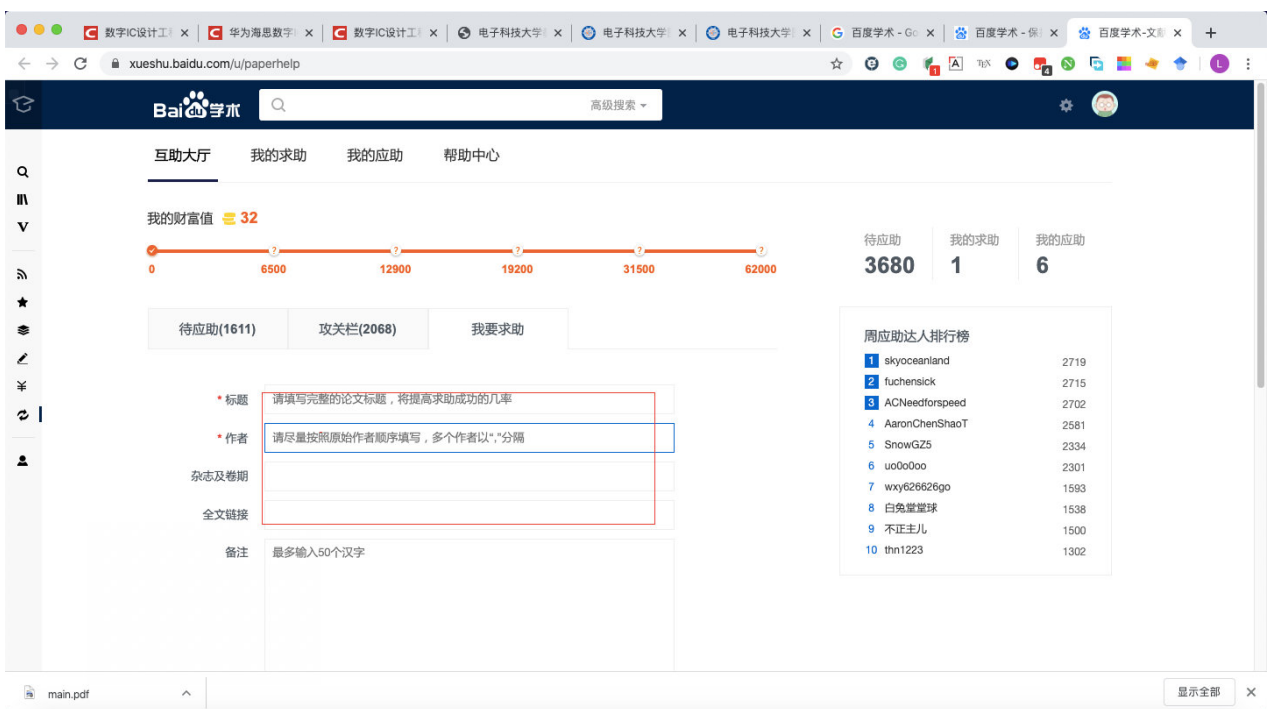 数字IC设计工
华为海思数字
数字IC设计工
电子科技大学
电子科技大学
电子科技大学
百度学术 - Go
百度学术 - 保
百度学术-文献
xueshu.baidu.com/u/paperhelp
1
A
TEX
4
L
Bai du 学术
高级搜索
互助大厅 我的求助 我的应助 帮助中心
V
¥
我的财富值 32
? ? ? ? ?
0 6500 12900 19200 31500 62000
待应助 我的求助 我的应助
3680 1 6
待应助(1611) 攻关栏(2068) 我要求助
* 标题 请填写完整的论文标题，将提高求助成功的几率
* 作者 请尽量按照原始作者顺序填写，多个作者以“,”分隔
杂志及卷期
全文链接
备注 最多输入50个汉字
周应助达人排行榜
1 skyoceanland 2719
2 fuchensick 2715
3 ACNeedforspeed 2702
4 AaronChenShaoT 2581
5 SnowGZ5 2334
6 uo0o0oo 2301
7 wxy626626go 1593
8 白兔堂堂球 1538
9 不正主儿 1500
10 thn1223 1302
main.pdf
显示全部